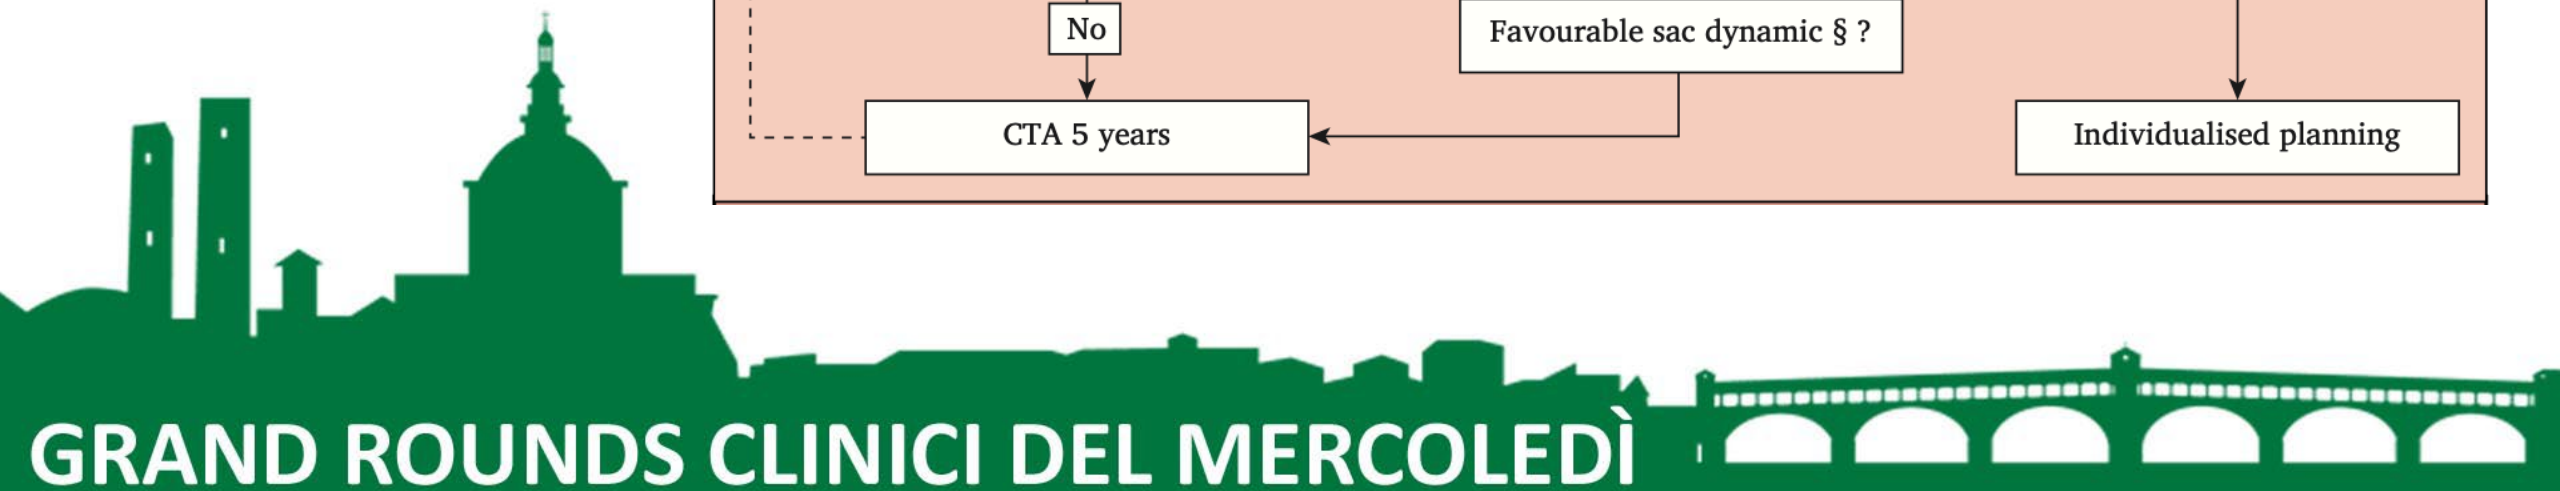 No
Favourable sac dynamic § ?
CTA 5 years
Individualised planning
GRAND ROUNDS CLINICI DEL MERCOLEDÌ